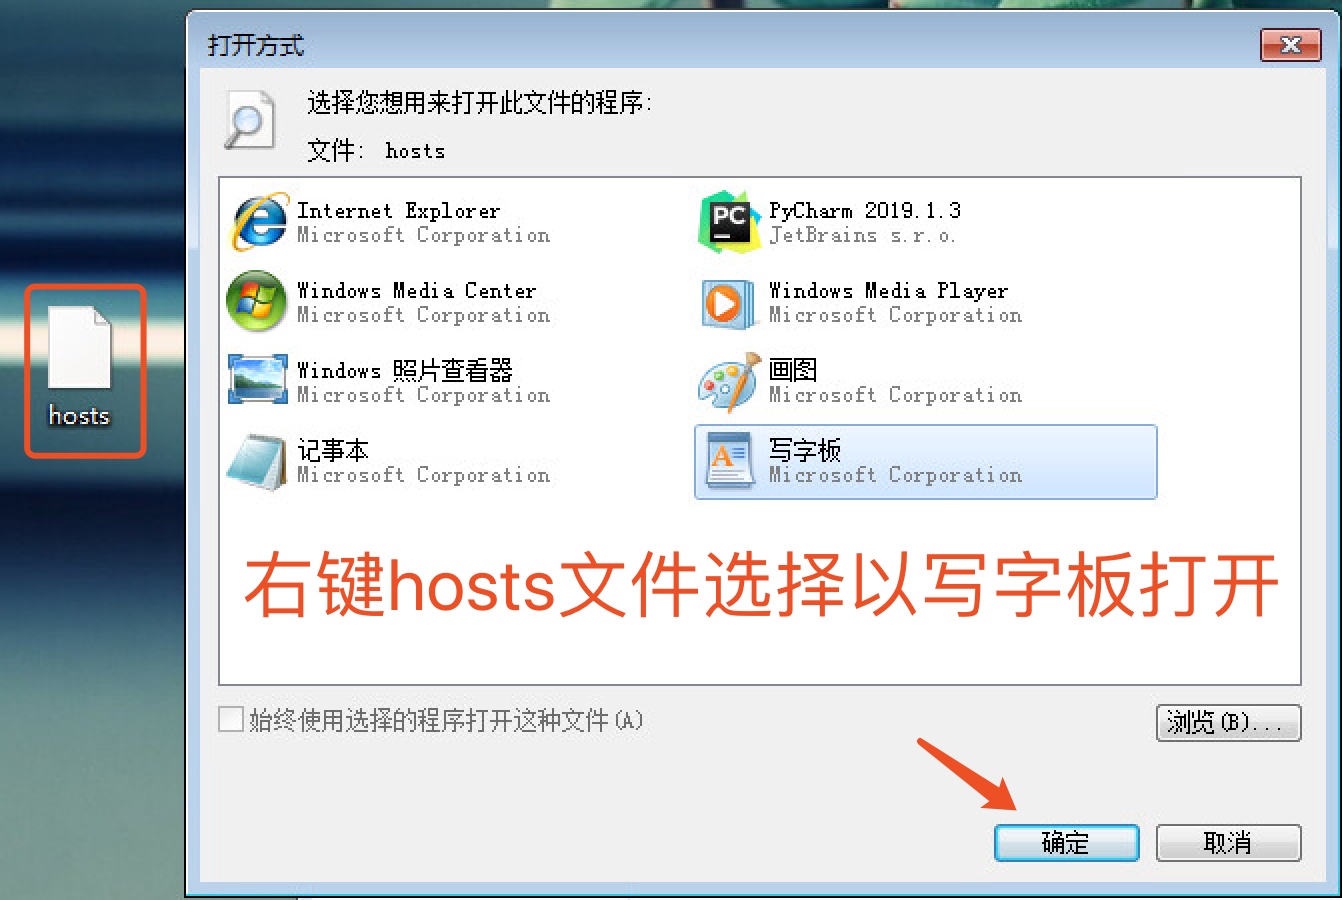 打开方式
选择您想用来打开此文件的程序:
文件: hosts
Internet Explorer
Microsoft Corporation
PyCharm 2019.1.3
JetBrains s.r.o.
Windows Media Center
Microsoft Corporation
Windows Media Player
Microsoft Corporation
Windows 照片查看器
Microsoft Corporation
画图
Microsoft Corporation
记事本
Microsoft Corporation
写字板
Microsoft Corporation
hosts
右键hosts文件选择以写字板打开
始终使用选择的程序打开这种文件(A)
浏览(B)...
确定
取消
PC